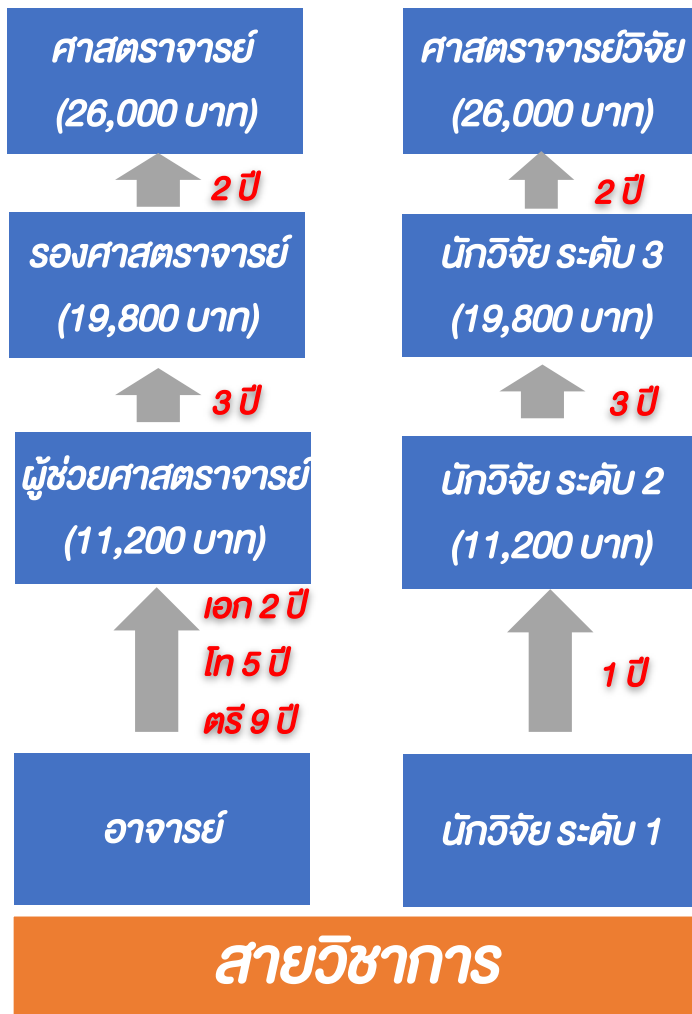 ศาสตราจารย์
(26,000 บาท)
ศาสตราจารย์วิจัย
(26,000 บาท)
2 ปี
2 ปี
รองศาสตราจารย์
(19,800 บาท)
นักวิจัย ระดับ 3
(19,800 บาท)
3 ปี
3 ปี
ผู้ช่วยศาสตราจารย์
(11,200 บาท)
นักวิจัย ระดับ 2
(11,200 บาท)
เอก 2 ปี
โท 5 ปี
ตรี 9 ปี
1 ปี
อาจารย์
นักวิจัย ระดับ 1
สายวิชาการ